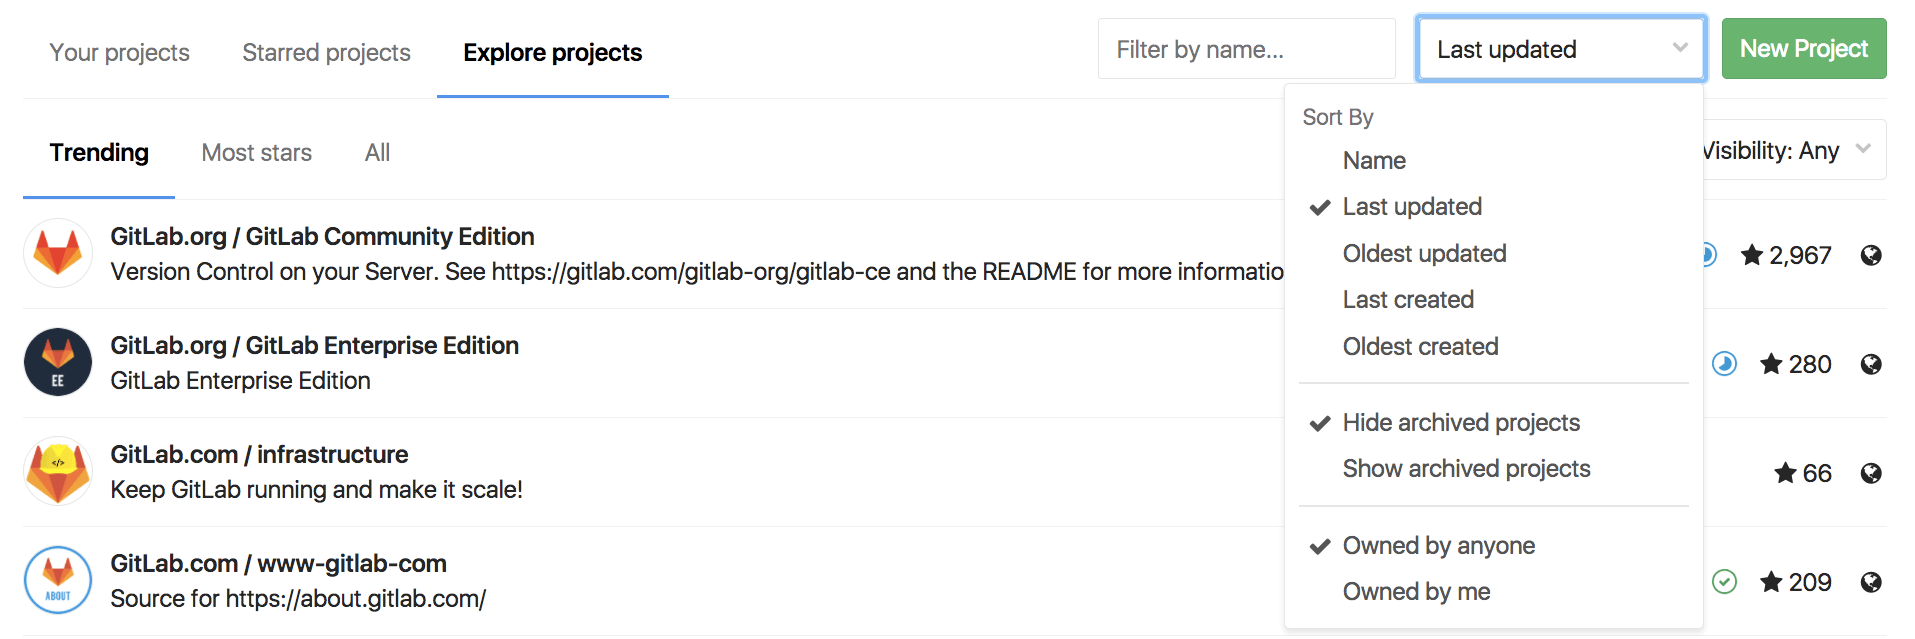 Your projects Starred projects Explore projects Filter by name... Last updated New Project
Trending Most stars All Visibility: Any
Sort By
Name
Last updated
Oldest updated
Last created
Oldest created
Hide archived projects
Show archived projects
Owned by anyone
Owned by me
GitLab.org / GitLab Community Edition
Version Control on your Server. See https://gitlab.com/gitlab-org/gitlab-ce and the README for more informatio
2,967
EE
GitLab.org / GitLab Enterprise Edition
GitLab Enterprise Edition
280
</>
GitLab.com / infrastructure
Keep GitLab running and make it scale!
66
ABOUT
GitLab.com / www-gitlab-com
Source for https://about.gitlab.com/
209